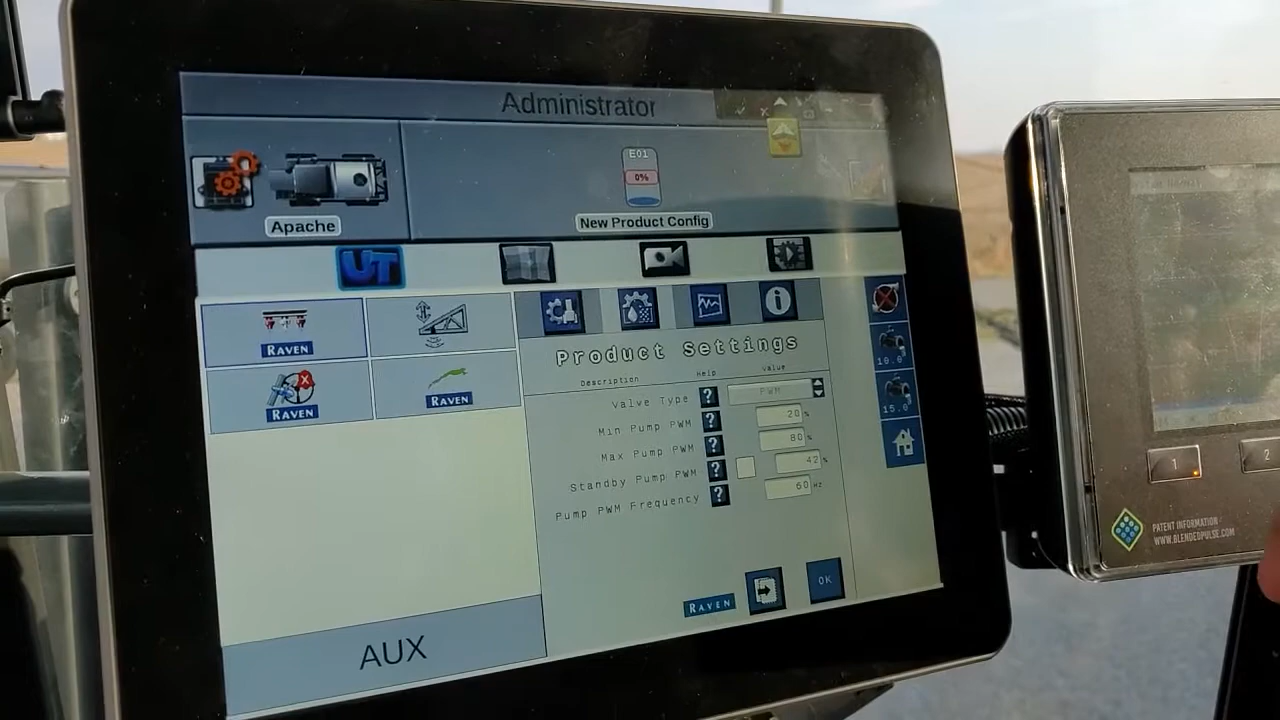 Administrator
E01
0%
Apache
New Product Config
UT
RAVEN
RAVEN
RAVEN
Product Settings
Description Help Value
Valve Type ? PWM
Min Pump PWM ? 20 %
Max Pump PWM ? 80 %
Standby Pump PWM ? 42 %
Pump PWM Frequency ? 60 Hz
10.0"
15.0"
RAVEN
OK
AUX
1
2
PATENT INFORMATION
WWW.BLENDEDPULSE.COM